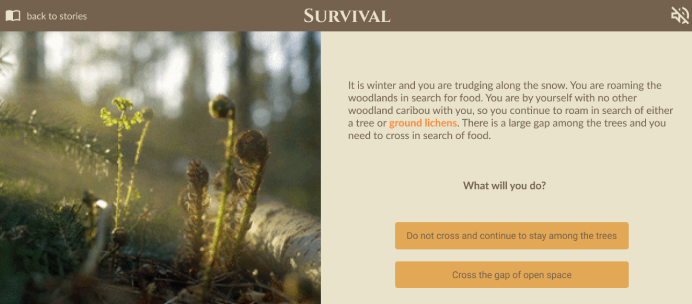 back to stories
SURVIVAL
It is winter and you are trudging along the snow. You are roaming the
woodlands in search for food. You are by yourself with no other
woodland caribou with you, so you continue to roam in search of either
a tree or ground lichens. There is a large gap among the trees and you
need to cross in search of food.
What will you do?
Do not cross and continue to stay among the trees
Cross the gap of open space